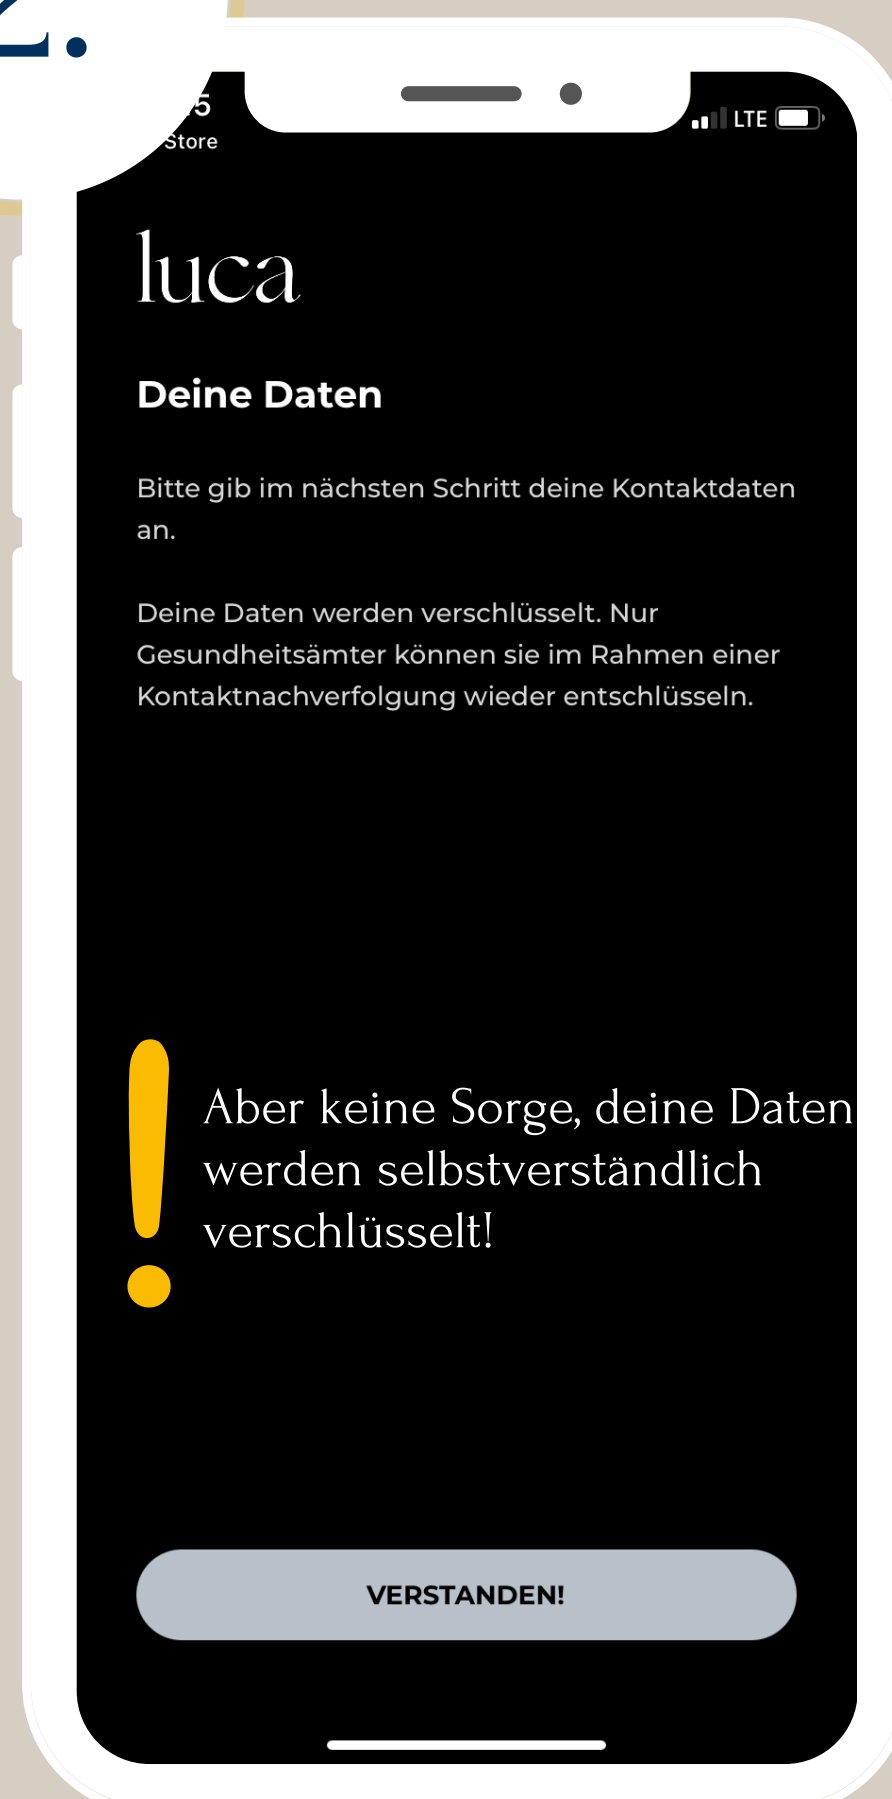 2.
Store
LTE
luca
Deine Daten
Bitte gib im nächsten Schritt deine Kontaktdaten
an.
Deine Daten werden verschlüsselt. Nur
Gesundheitsämter können sie im Rahmen einer
Kontaktnachverfolgung wieder entschlüsseln.
! Aber keine Sorge, deine Daten
werden selbstverständlich
verschlüsselt!
VERSTANDEN!